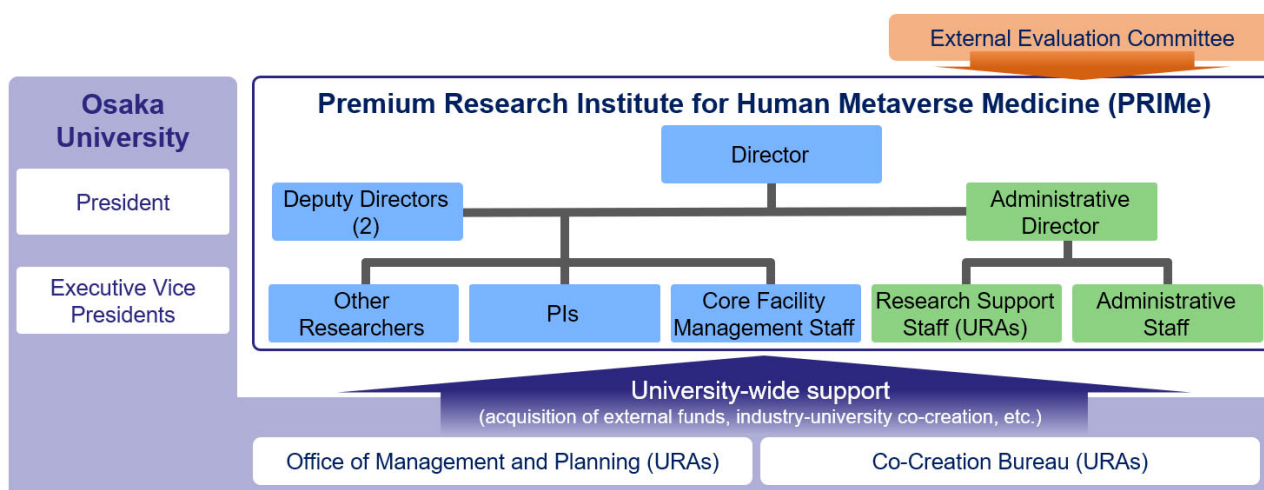 External Evaluation Committee
Osaka
University
Premium Research Institute for Human Metaverse Medicine (PRIMe)
Director
President
Deputy Directors
(2)
Administrative
Director
Executive Vice
Presidents
Other
Researchers
PIs
Core Facility
Management Staff
Research Support
Staff (URAs)
Administrative
Staff
University-wide support
(acquisition of external funds, industry-university co-creation, etc.)
Office of Management and Planning (URAs)
Co-Creation Bureau (URAs)